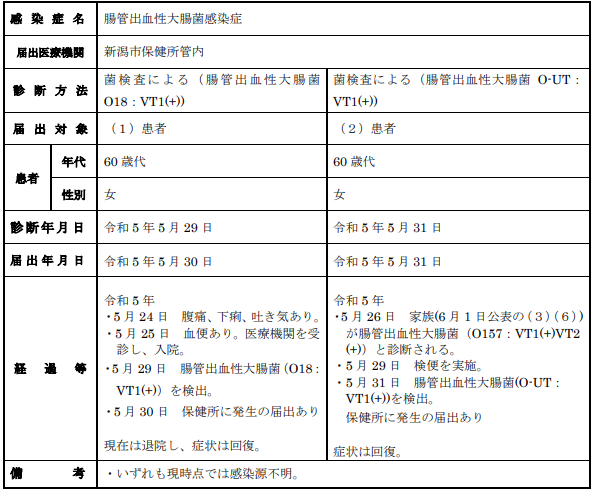 感染症名
腸管出血性大腸菌感染症
届出医療機関
新潟市保健所管内
診断方法
菌検査による（腸管出血性大腸菌
O18：VT1(+))
菌検査による（腸管出血性大腸菌 O-UT：
VT1(+))
届出対象
（１）患者
（２）患者
患者
年代
60 歳代
60 歳代
性別
女
女
診断年月日
令和 5 年 5 月 29 日
令和 5 年 5 月 31 日
届出年月日
令和 5 年 5 月 30 日
令和 5 年 5 月 31 日
経過等
令和 5 年
・5 月 24 日　腹痛、下痢、吐き気あり。
・5 月 25 日　血便あり。医療機関を受
診し、入院。
・5 月 29 日　腸管出血性大腸菌（O18：
VT1(+)）を検出。
・5 月 30 日　保健所に発生の届出あり
現在は退院し、症状は回復。
令和 5 年
・5 月 26 日　家族(6 月 1 日公表の（３）（６))
が腸管出血性大腸菌（O157：VT1(+)VT2
(+)）と診断される。
・5 月 29 日　検便を実施。
・5 月 31 日　腸管出血性大腸菌(O-UT：
VT1(+))を検出。
保健所に発生の届出あり
症状は回復。
備考
・いずれも現時点では感染源不明。